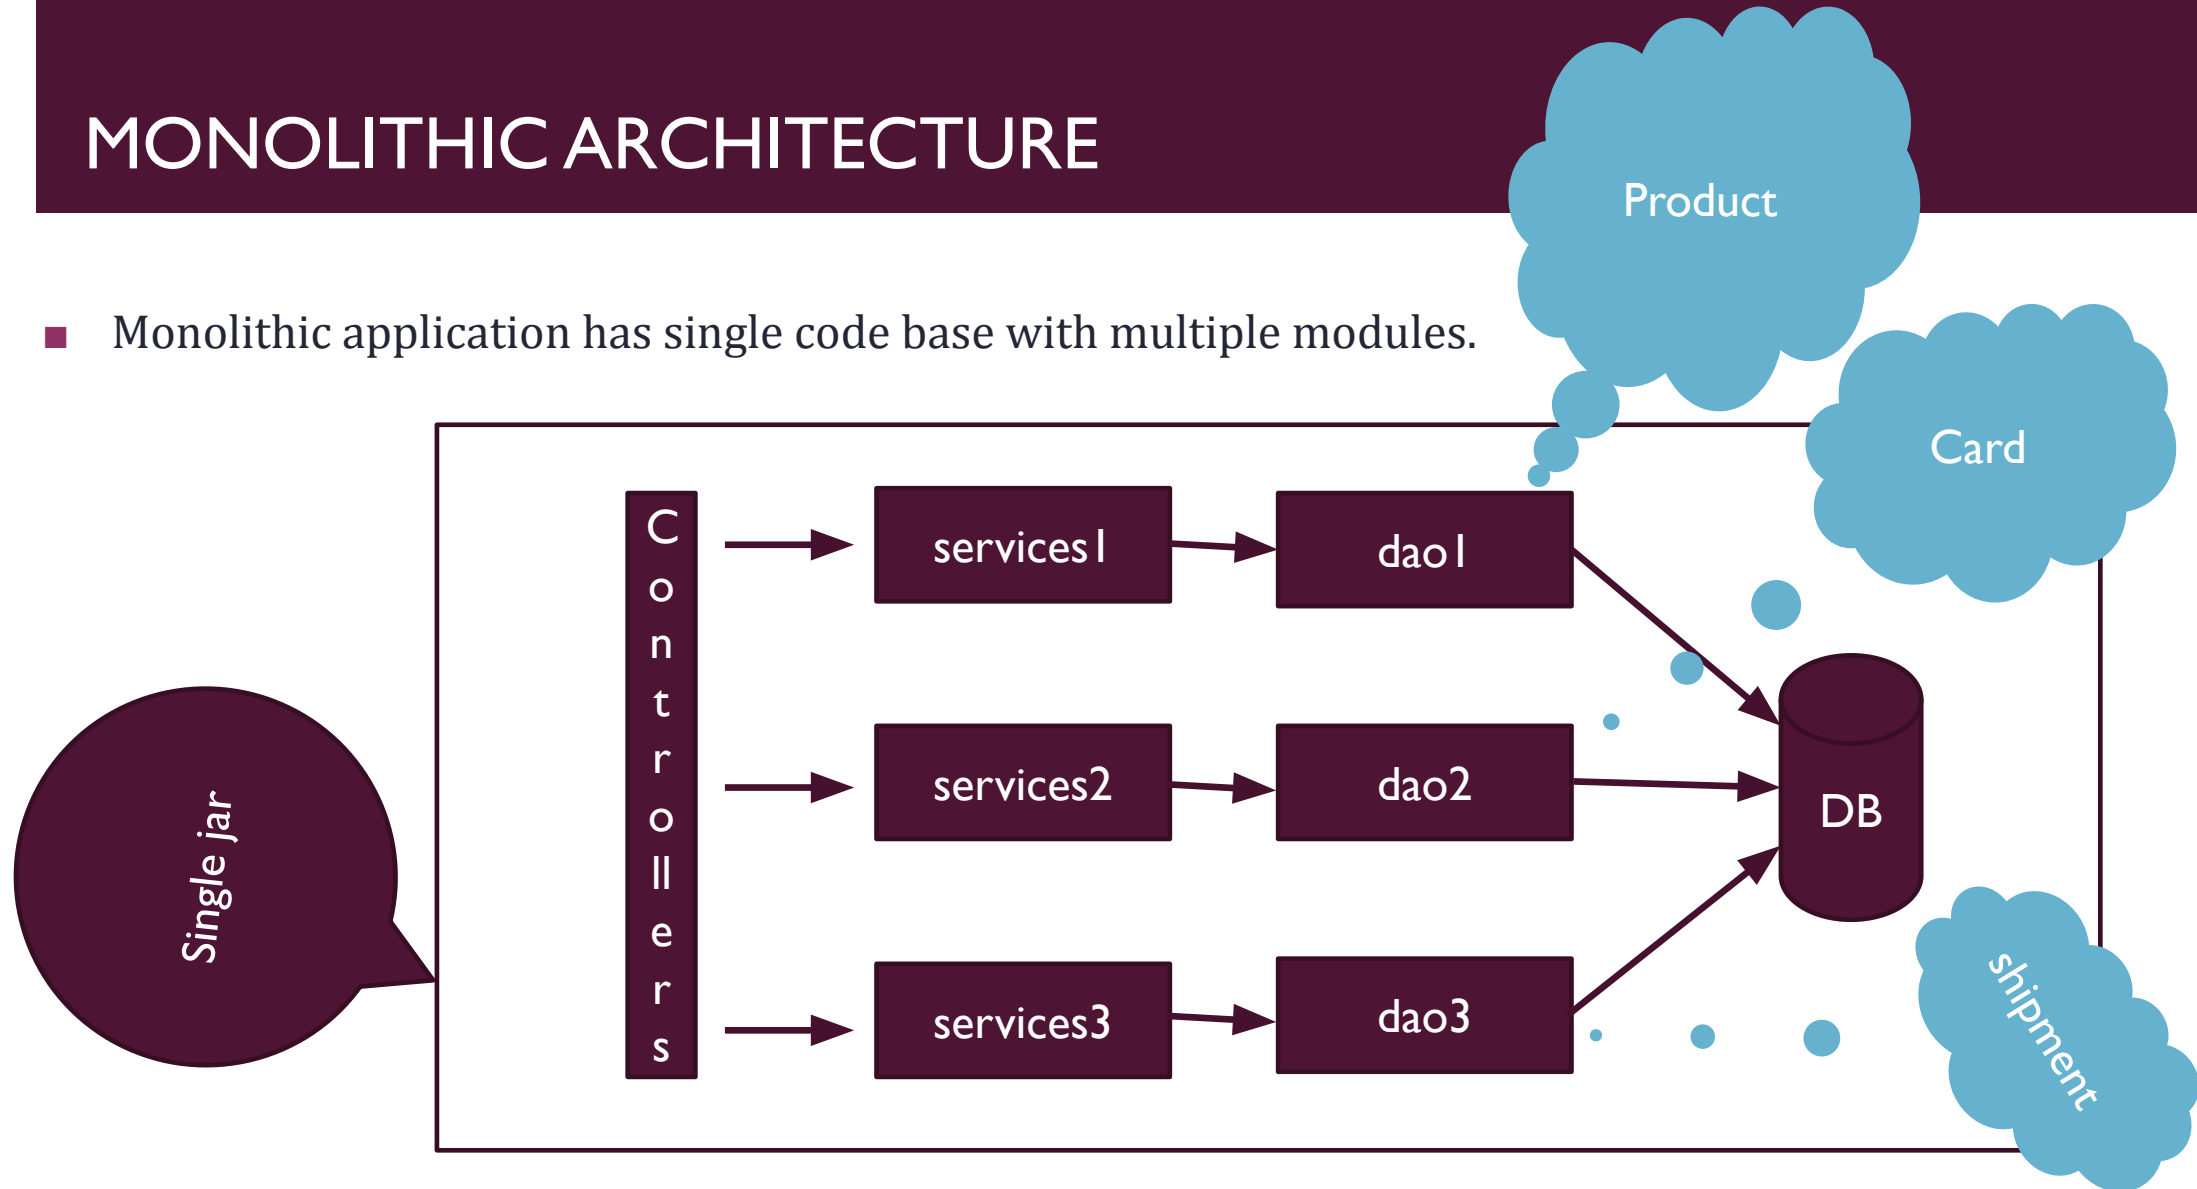 MONOLITHIC ARCHITECTURE
Product
Monolithic application has single code base with multiple modules.
Card
Controllers
services1
dao1
services2
dao2
DB
Single jar
services3
dao3
shipment